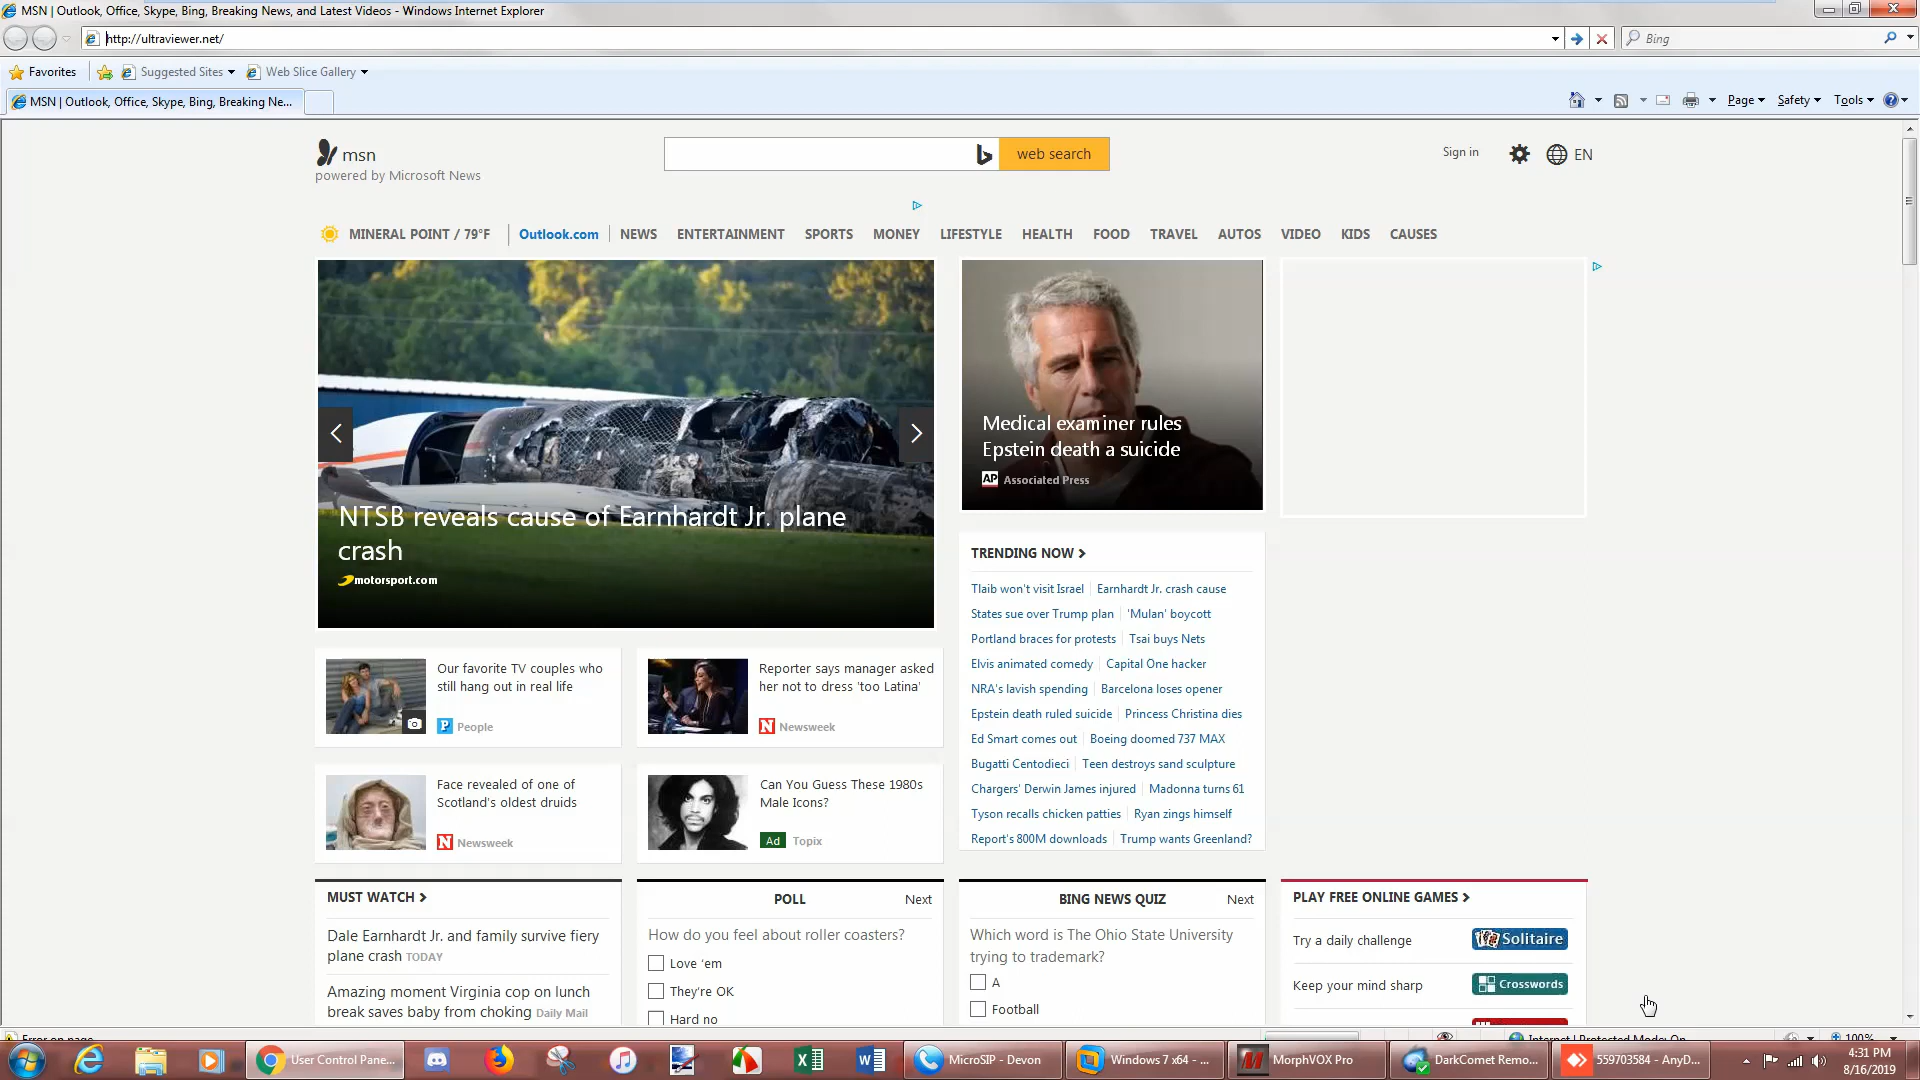 MSN | Outlook, Office, Skype, Bing, Breaking News, and Latest Videos - Windows Internet Explorer
http://ultraviewer.net/
Bing
Favorites
Suggested Sites
Web Slice Gallery
MSN | Outlook, Office, Skype, Bing, Breaking Ne...
Page
Safety
Tools
msn
powered by Microsoft News
web search
Sign in
EN
MINERAL POINT / 79°F
Outlook.com
NEWS
ENTERTAINMENT
SPORTS
MONEY
LIFESTYLE
HEALTH
FOOD
TRAVEL
AUTOS
VIDEO
KIDS
CAUSES
NTSB reveals cause of Earnhardt Jr. plane
crash
motorsport.com
Medical examiner rules
Epstein death a suicide
AP Associated Press
TRENDING NOW
Tlaib won't visit Israel
Earnhardt Jr. crash cause
States sue over Trump plan
'Mulan' boycott
Portland braces for protests
Tsai buys Nets
Elvis animated comedy
Capital One hacker
NRA's lavish spending
Barcelona loses opener
Epstein death ruled suicide
Princess Christina dies
Ed Smart comes out
Boeing doomed 737 MAX
Bugatti Centodieci
Teen destroys sand sculpture
Chargers' Derwin James injured
Madonna turns 61
Tyson recalls chicken patties
Ryan zings himself
Report's 800M downloads
Trump wants Greenland?
Our favorite TV couples who
still hang out in real life
P People
Reporter says manager asked
her not to dress 'too Latina'
N Newsweek
Face revealed of one of
Scotland's oldest druids
N Newsweek
Can You Guess These 1980s
Male Icons?
Ad Topix
MUST WATCH
Dale Earnhardt Jr. and family survive fiery
plane crash TODAY
Amazing moment Virginia cop on lunch
break saves baby from choking Daily Mail
POLL
Next
How do you feel about roller coasters?
Love 'em
They're OK
Hard no
BING NEWS QUIZ
Next
Which word is The Ohio State University
trying to trademark?
A
Football
PLAY FREE ONLINE GAMES
Try a daily challenge
Solitaire
Keep your mind sharp
Crosswords
Error on page
Internet | Protected Mode: On
100%
User Control Pane...
MicroSIP - Devon
Windows 7 x64 - ...
MorphVOX Pro
DarkComet Remo...
559703584 - AnyD...
4:31 PM
8/16/2019